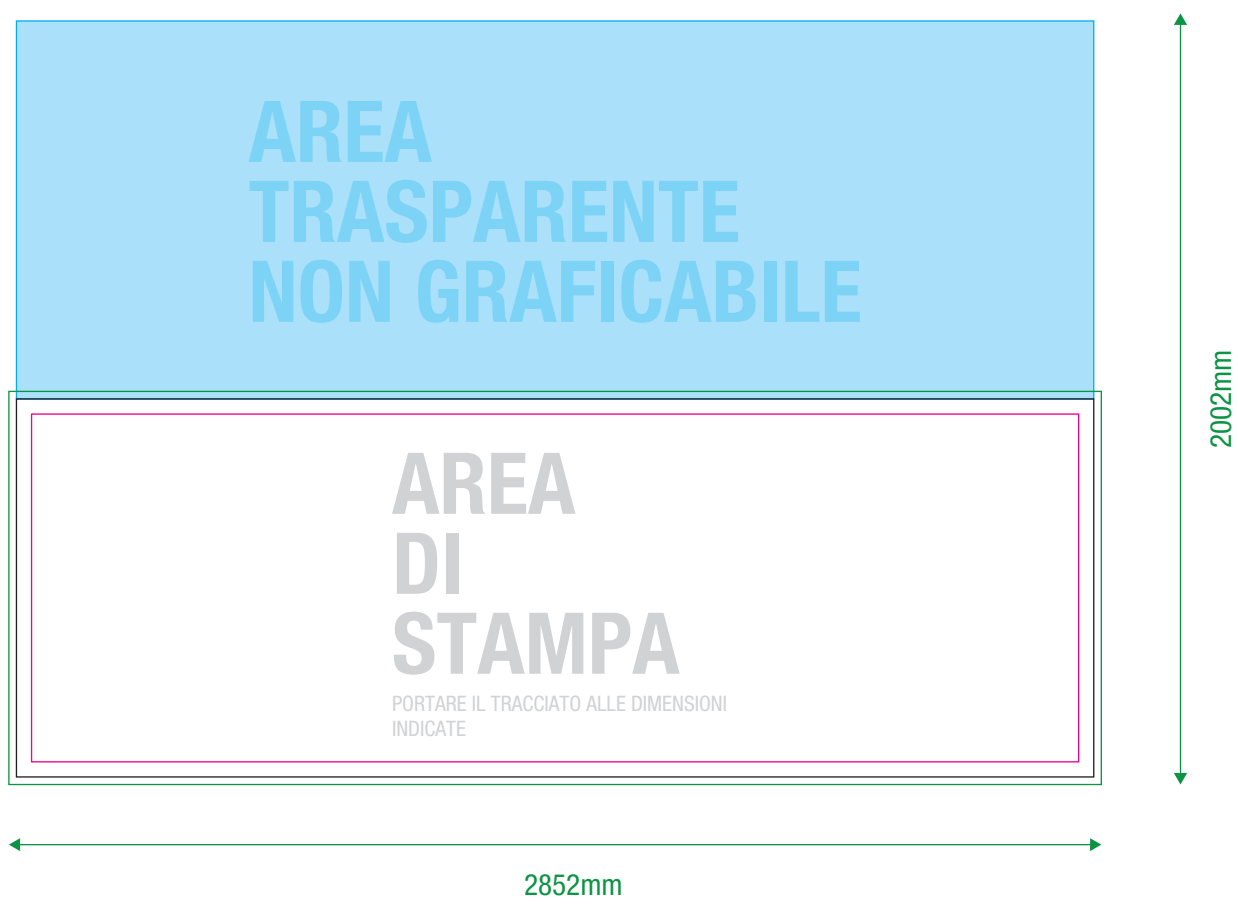 AREA
TRASPARENTE
NON GRAFICABILE
2002mm
AREA
DI
STAMPA
PORTARE IL TRACCIATO ALLE DIMENSIONI
INDICATE
2852mm